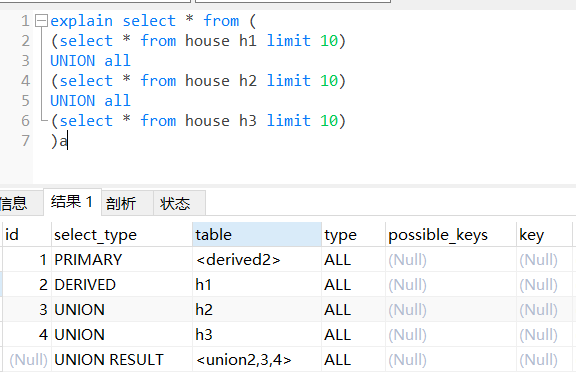 1 explain select * from (
2 (select * from house h1 limit 10)
3 UNION all
4 (select * from house h2 limit 10)
5 UNION all
6 (select * from house h3 limit 10)
7 )a
信息 结果 1 剖析 状态
id select_type table type possible_keys key
1 PRIMARY <derived2> ALL (Null) (Null)
2 DERIVED h1 ALL (Null) (Null)
3 UNION h2 ALL (Null) (Null)
4 UNION h3 ALL (Null) (Null)
(Null) UNION RESULT <union2,3,4> ALL (Null) (Null)